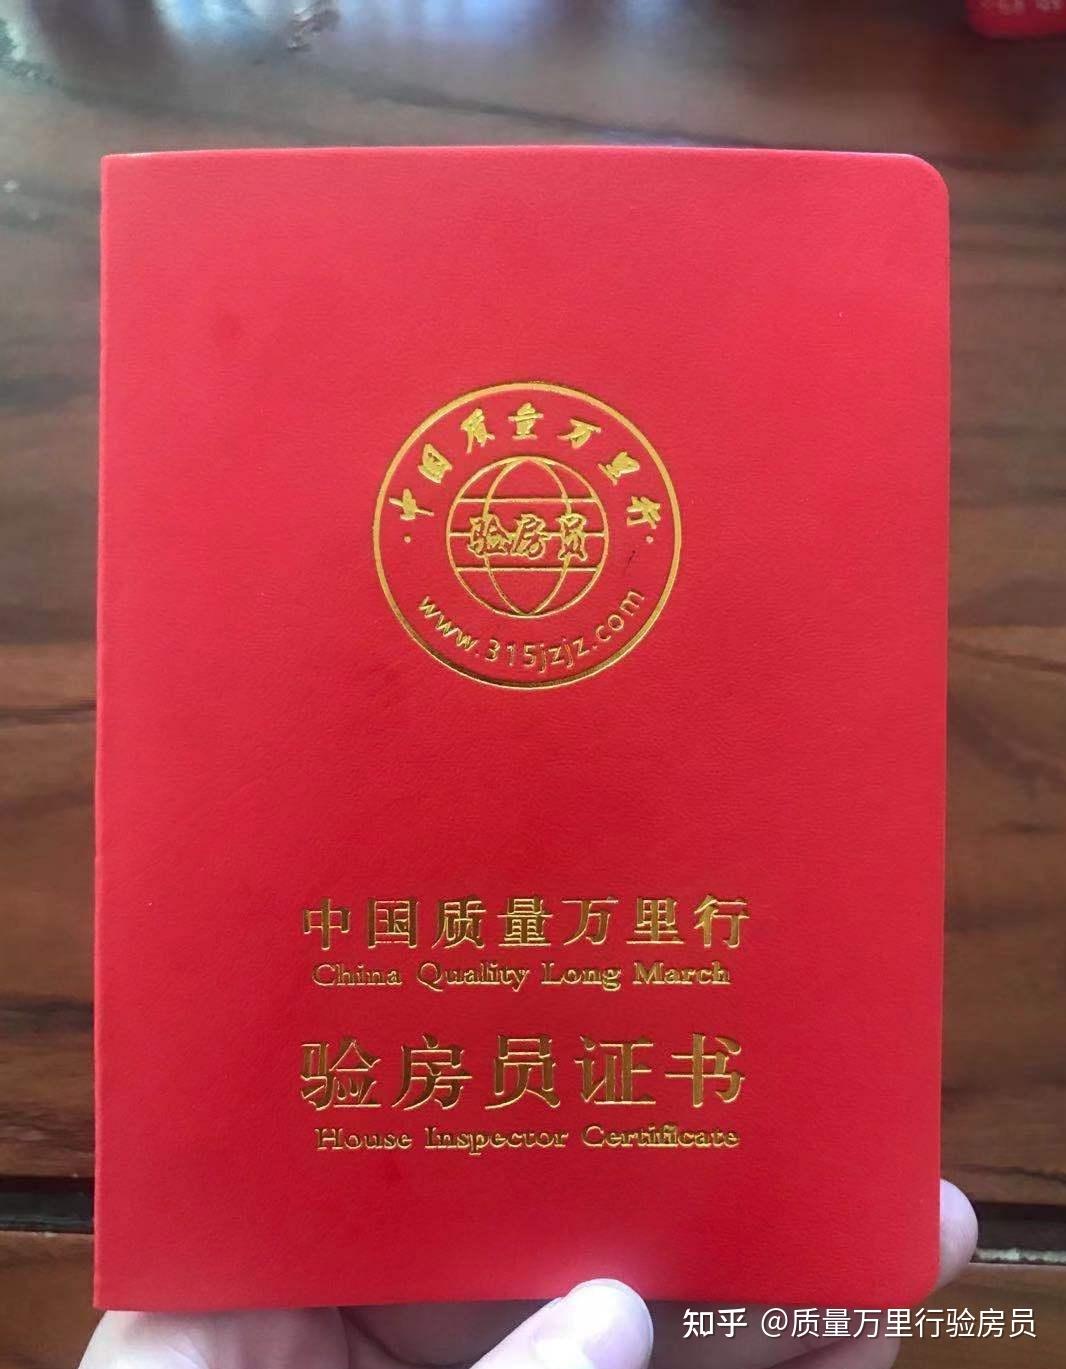 中国质量万里行
验房员
www.315jzjz.com
中国质量万里行
China Quality Long March
验房员证书
House Inspector Certificate
知乎 @质量万里行验房员